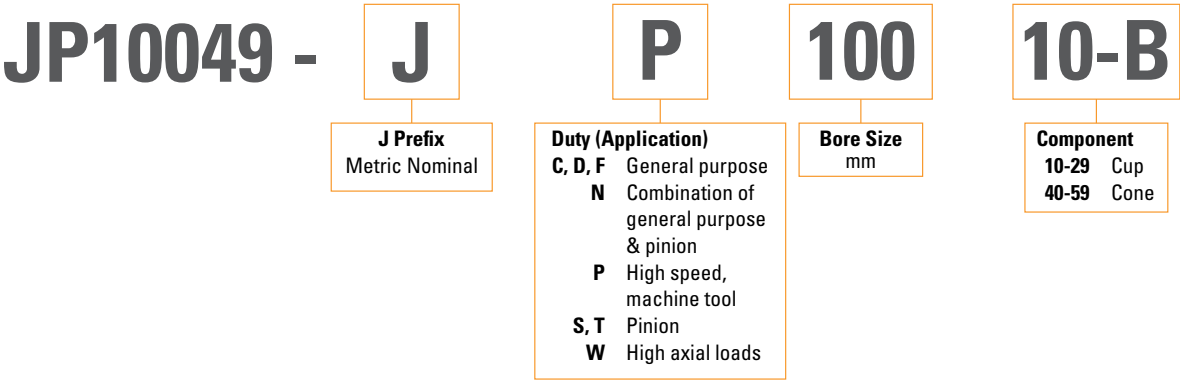 JP10049 - J P 100 10-B
J Prefix
Metric Nominal
Duty (Application)
C, D, F General purpose
N Combination of
general purpose
& pinion
P High speed,
machine tool
S, T Pinion
W High axial loads
Bore Size
mm
Component
10-29 Cup
40-59 Cone